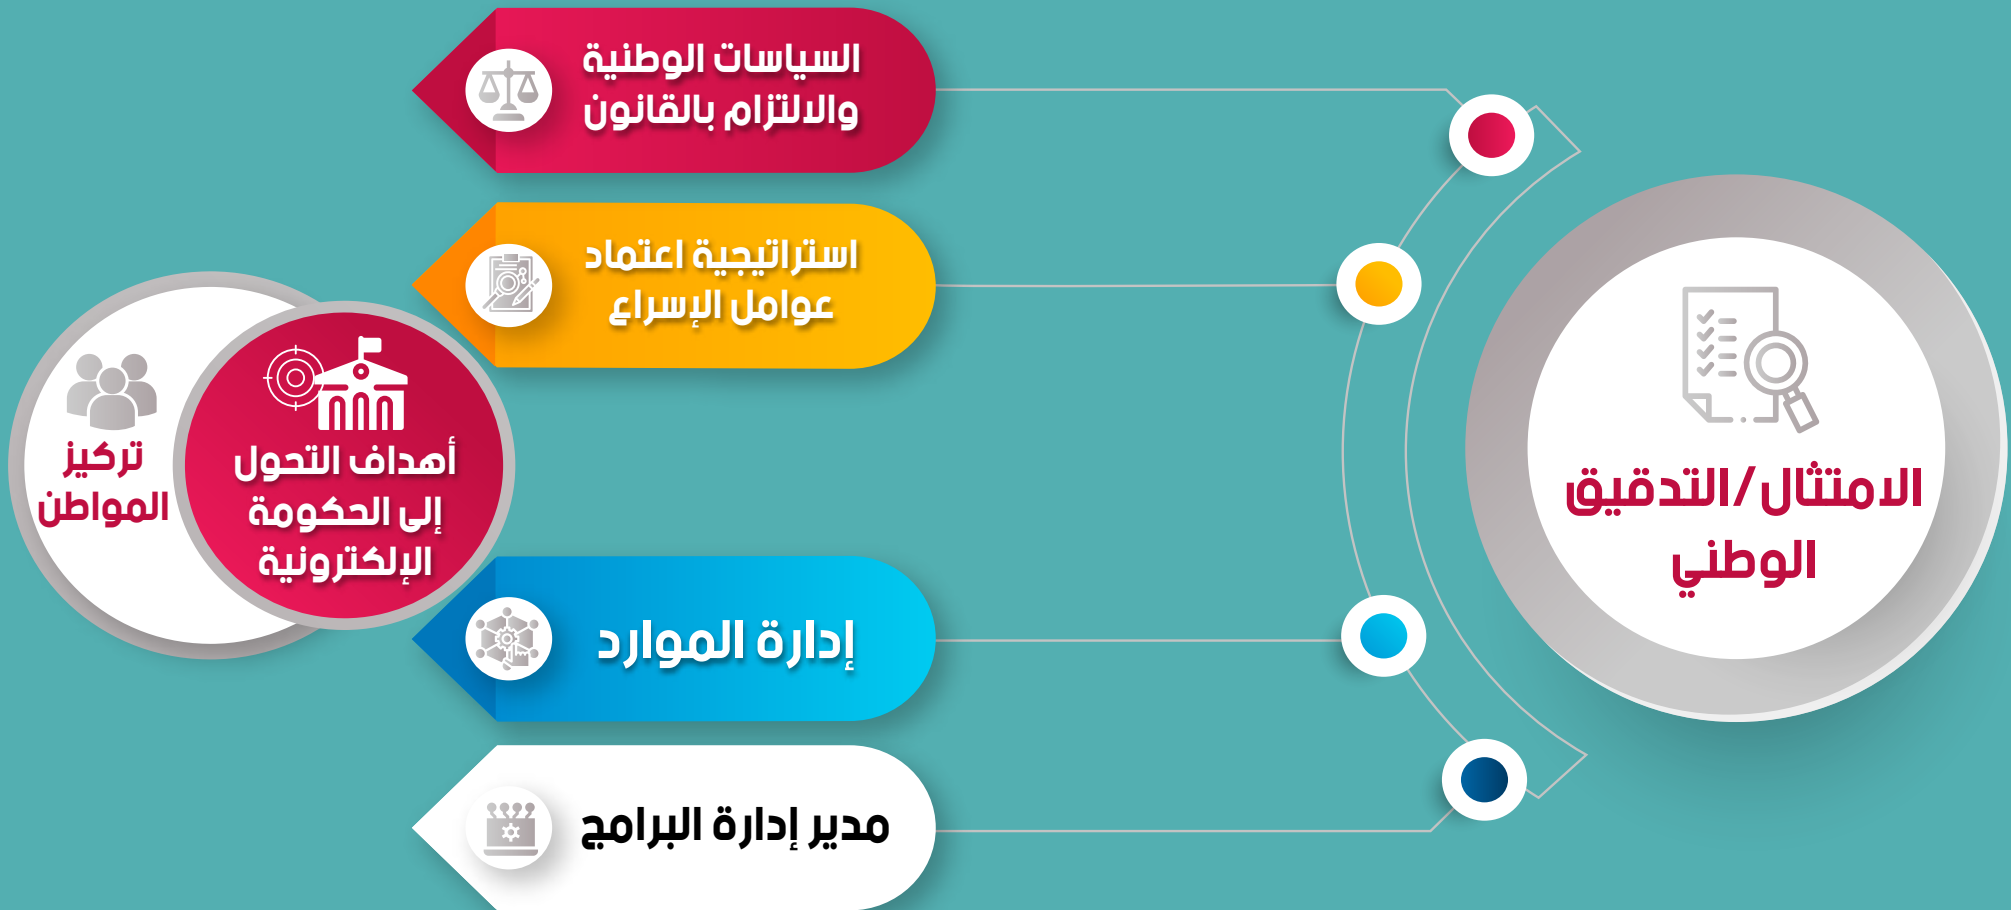 الامتثال/التدقيق
الوطني
السياسات الوطنية
والالتزام بالقانون
استراتيجية اعتماد
عوامل الإسراع
إدارة الموارد
مدير إدارة البرامج
أهداف التحول
إلى الحكومة
الإلكترونية
تركيز
المواطن